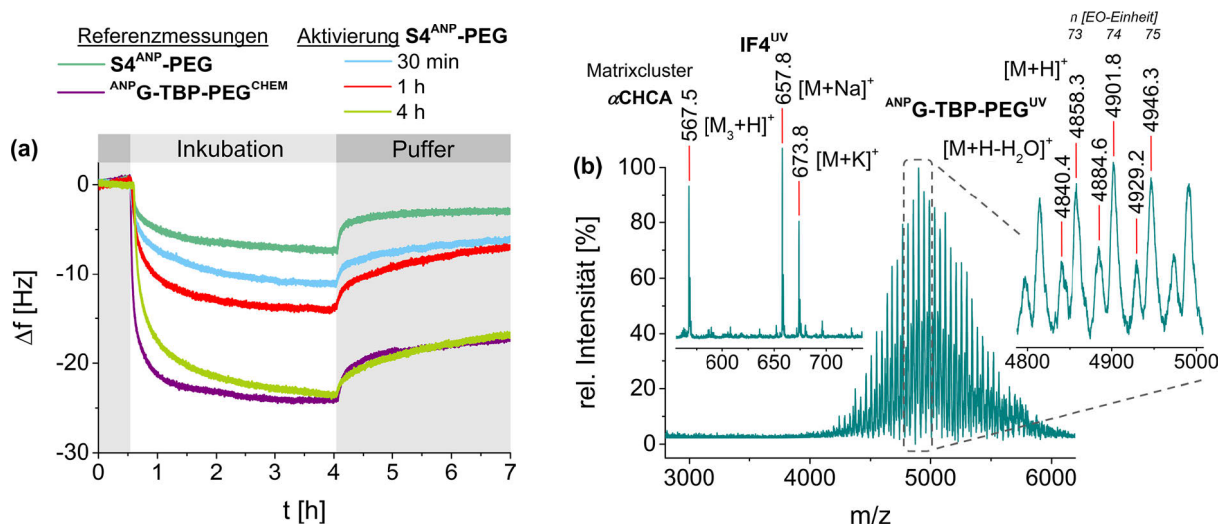 Referenzmessungen
S4ᴬᴺᴾ-PEG
ᴬᴺᴾG-TBP-PEGᶜᴴᴱᴹ
Aktivierung S4ᴬᴺᴾ-PEG
30 min
1 h
4 h
(a)
Inkubation
Puffer
0
-10
-20
-30
Δf [Hz]
0
1
2
3
4
5
6
7
t [h]
(b)
Matrixcluster
αCHCA
567.5
[M₃+H]⁺
IF4ᵁⱽ
657.8
[M+Na]⁺
673.8
[M+K]⁺
600
650
700
n [EO-Einheit]
73
74
75
ᴬᴺᴾG-TBP-PEGᵁⱽ
[M+H]⁺
[M+H-H₂O]⁺
4840.4
4858.3
4884.6
4901.8
4929.2
4946.3
4800
4900
5000
100
80
60
40
20
0
rel. Intensität [%]
3000
4000
5000
6000
m/z